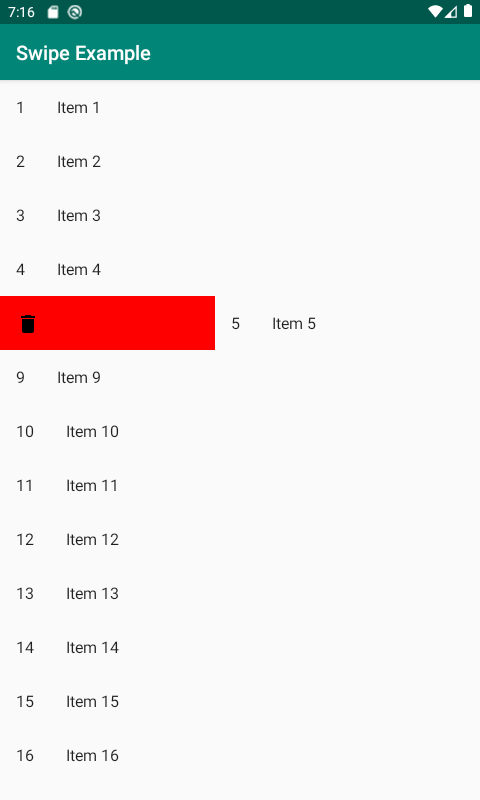 7:16
Swipe Example
1 Item 1
2 Item 2
3 Item 3
4 Item 4
5 Item 5
9 Item 9
10 Item 10
11 Item 11
12 Item 12
13 Item 13
14 Item 14
15 Item 15
16 Item 16